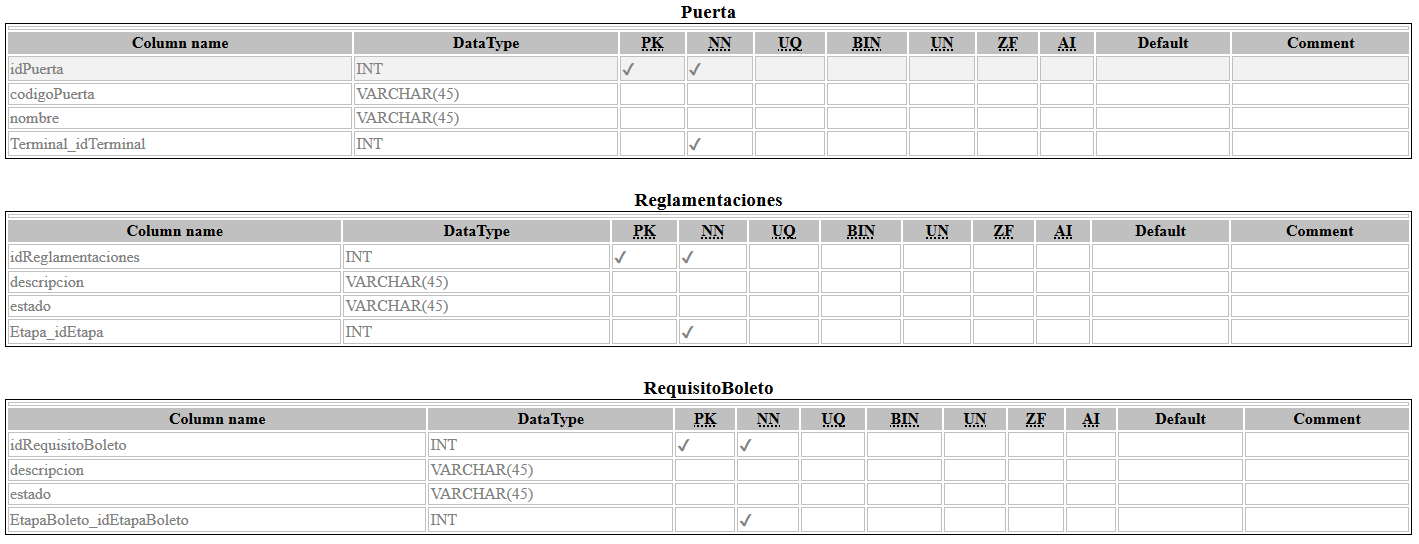 Puerta
Column name DataType PK NN UQ BIN UN ZF AI Default Comment
idPuerta INT ✓ ✓
codigoPuerta VARCHAR(45)
nombre VARCHAR(45)
Terminal_idTerminal INT ✓
Reglamentaciones
Column name DataType PK NN UQ BIN UN ZF AI Default Comment
idReglamentaciones INT ✓ ✓
descripcion VARCHAR(45)
estado VARCHAR(45)
Etapa_idEtapa INT ✓
RequisitoBoleto
Column name DataType PK NN UQ BIN UN ZF AI Default Comment
idRequisitoBoleto INT ✓ ✓
descripcion VARCHAR(45)
estado VARCHAR(45)
EtapaBoleto_idEtapaBoleto INT ✓